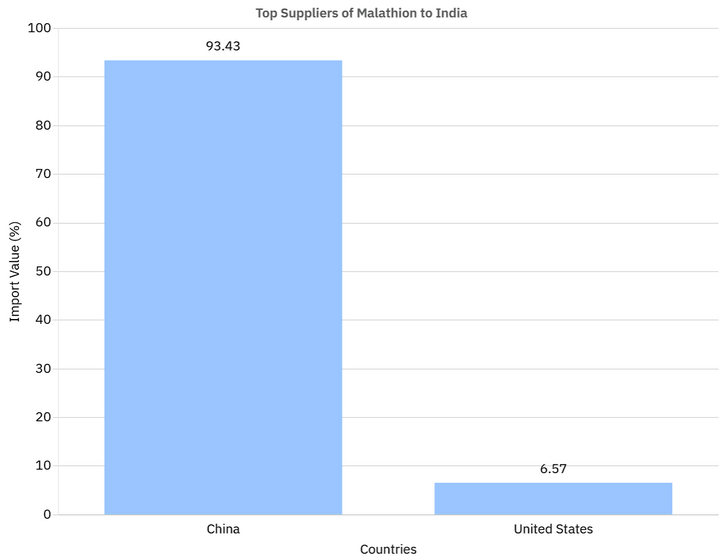 Top Suppliers of Malathion to India
100
90
80
70
60
50
40
30
20
10
0
Import Value (%)
93.43
6.57
China
United States
Countries